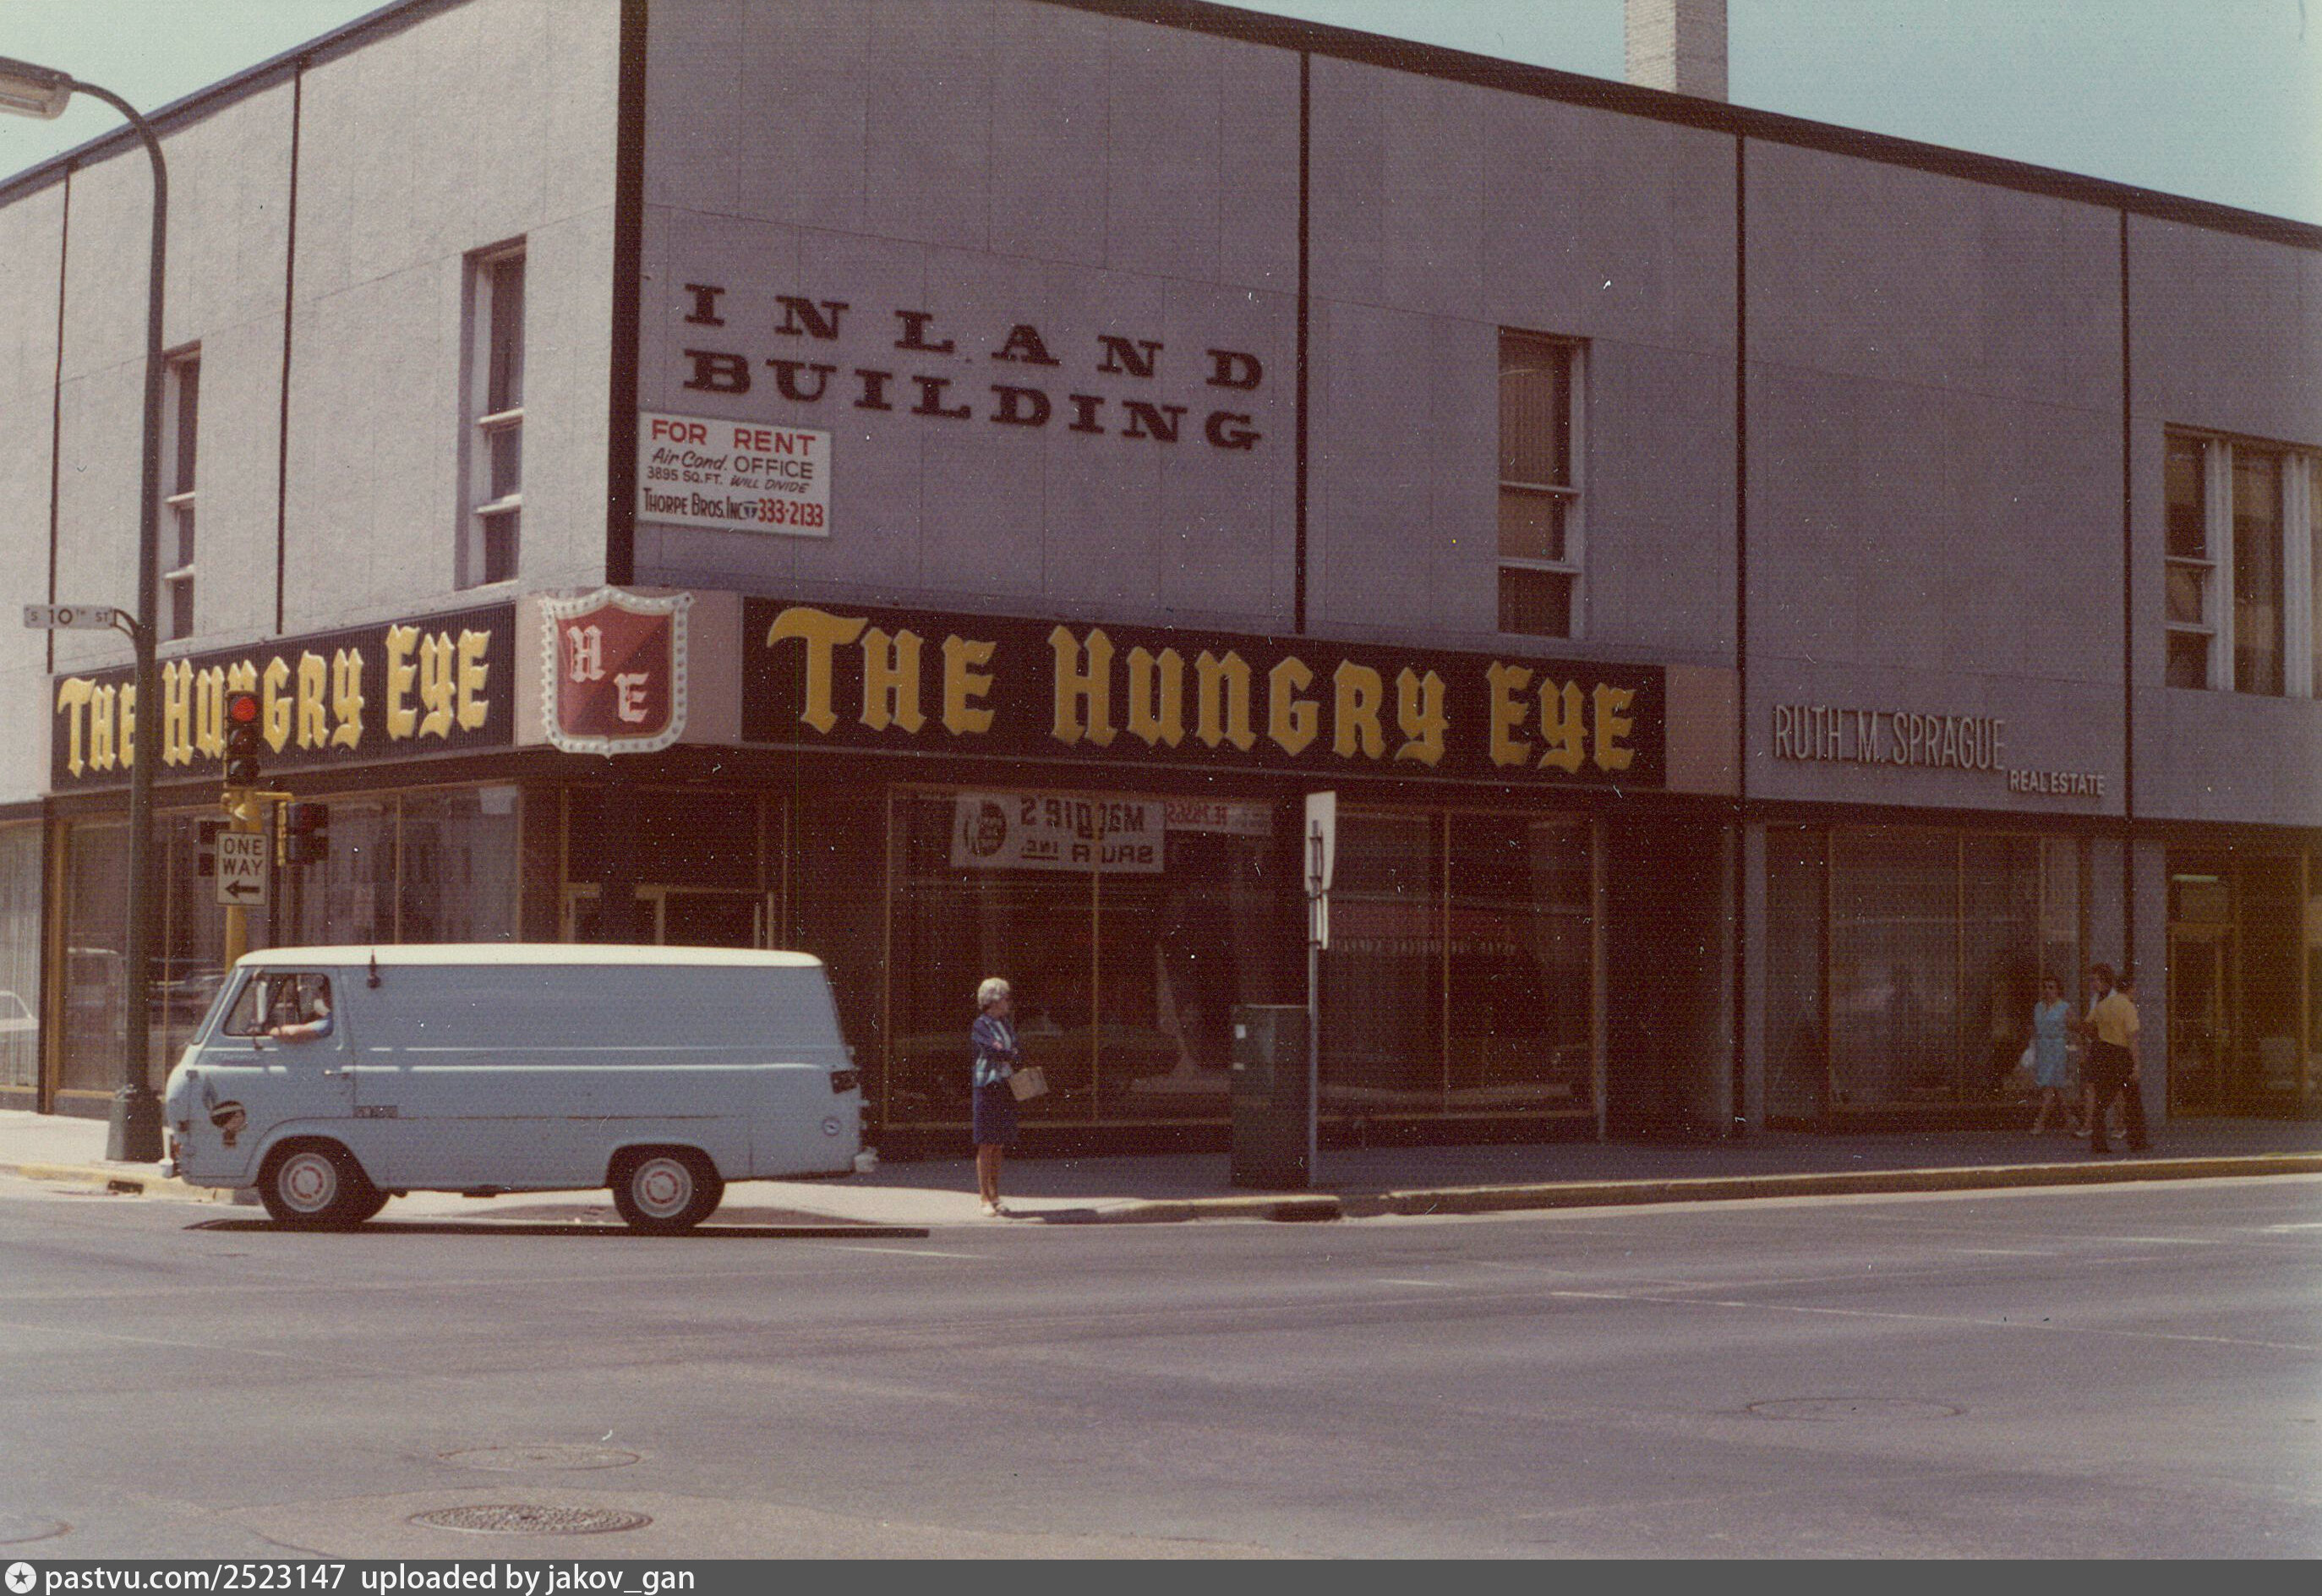 INLAND
BUILDING
FOR RENT
Air Cond. OFFICE
3895 SQ.FT. WILL DIVIDE
THORPE BROS. INC 333-2133
S 10TH ST
THE HUNGRY EYE
H
E
THE HUNGRY EYE
RUTH M. SPRAGUE
REAL ESTATE
ONE
WAY
pastvu.com/2523147 uploaded by jakov_gan